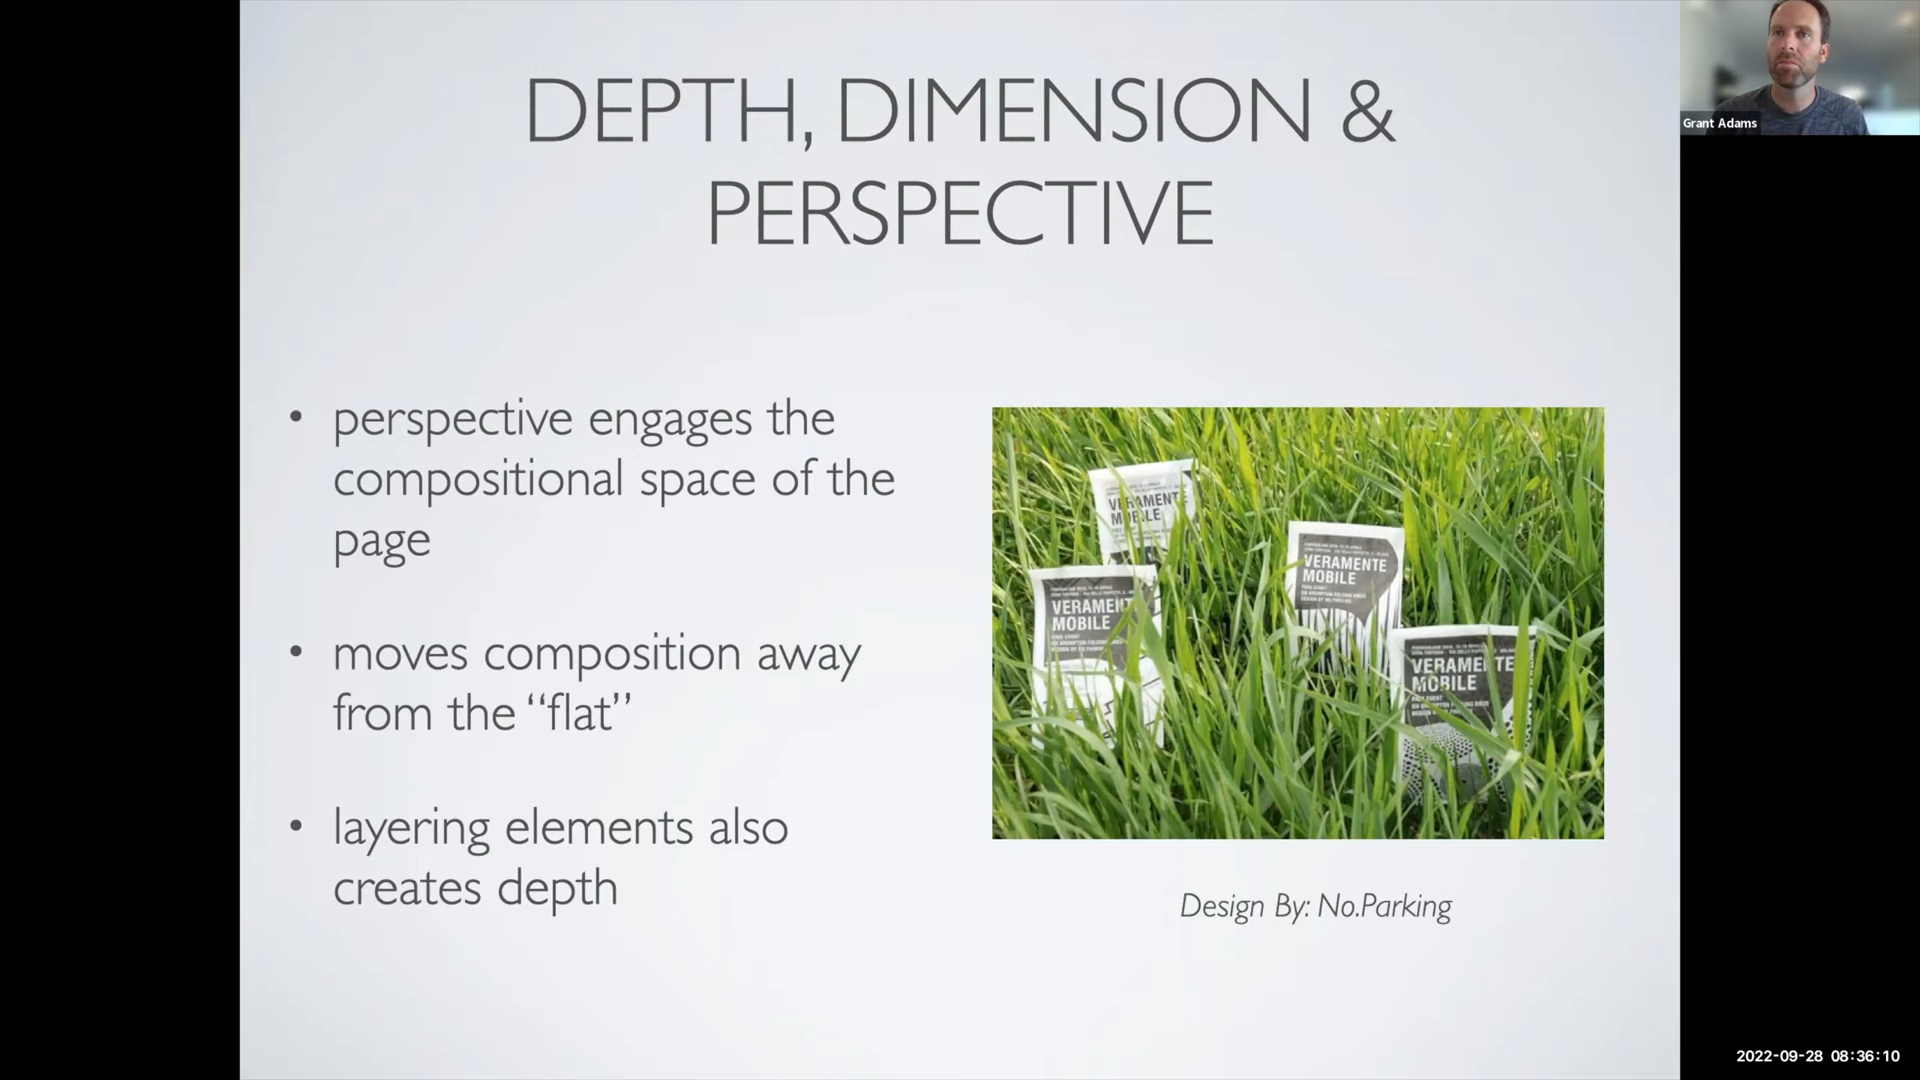 DEPTH, DIMENSION &
PERSPECTIVE
Grant Adams
• perspective engages the
compositional space of the
page
• moves composition away
from the “flat”
• layering elements also
creates depth
VERAMENTE
MOBILE
VERAMENTE
MOBILE
VERAMENTE
MOBILE
VERAMENTE
MOBILE
Design By: No.Parking
2022-09-28 08:36:10